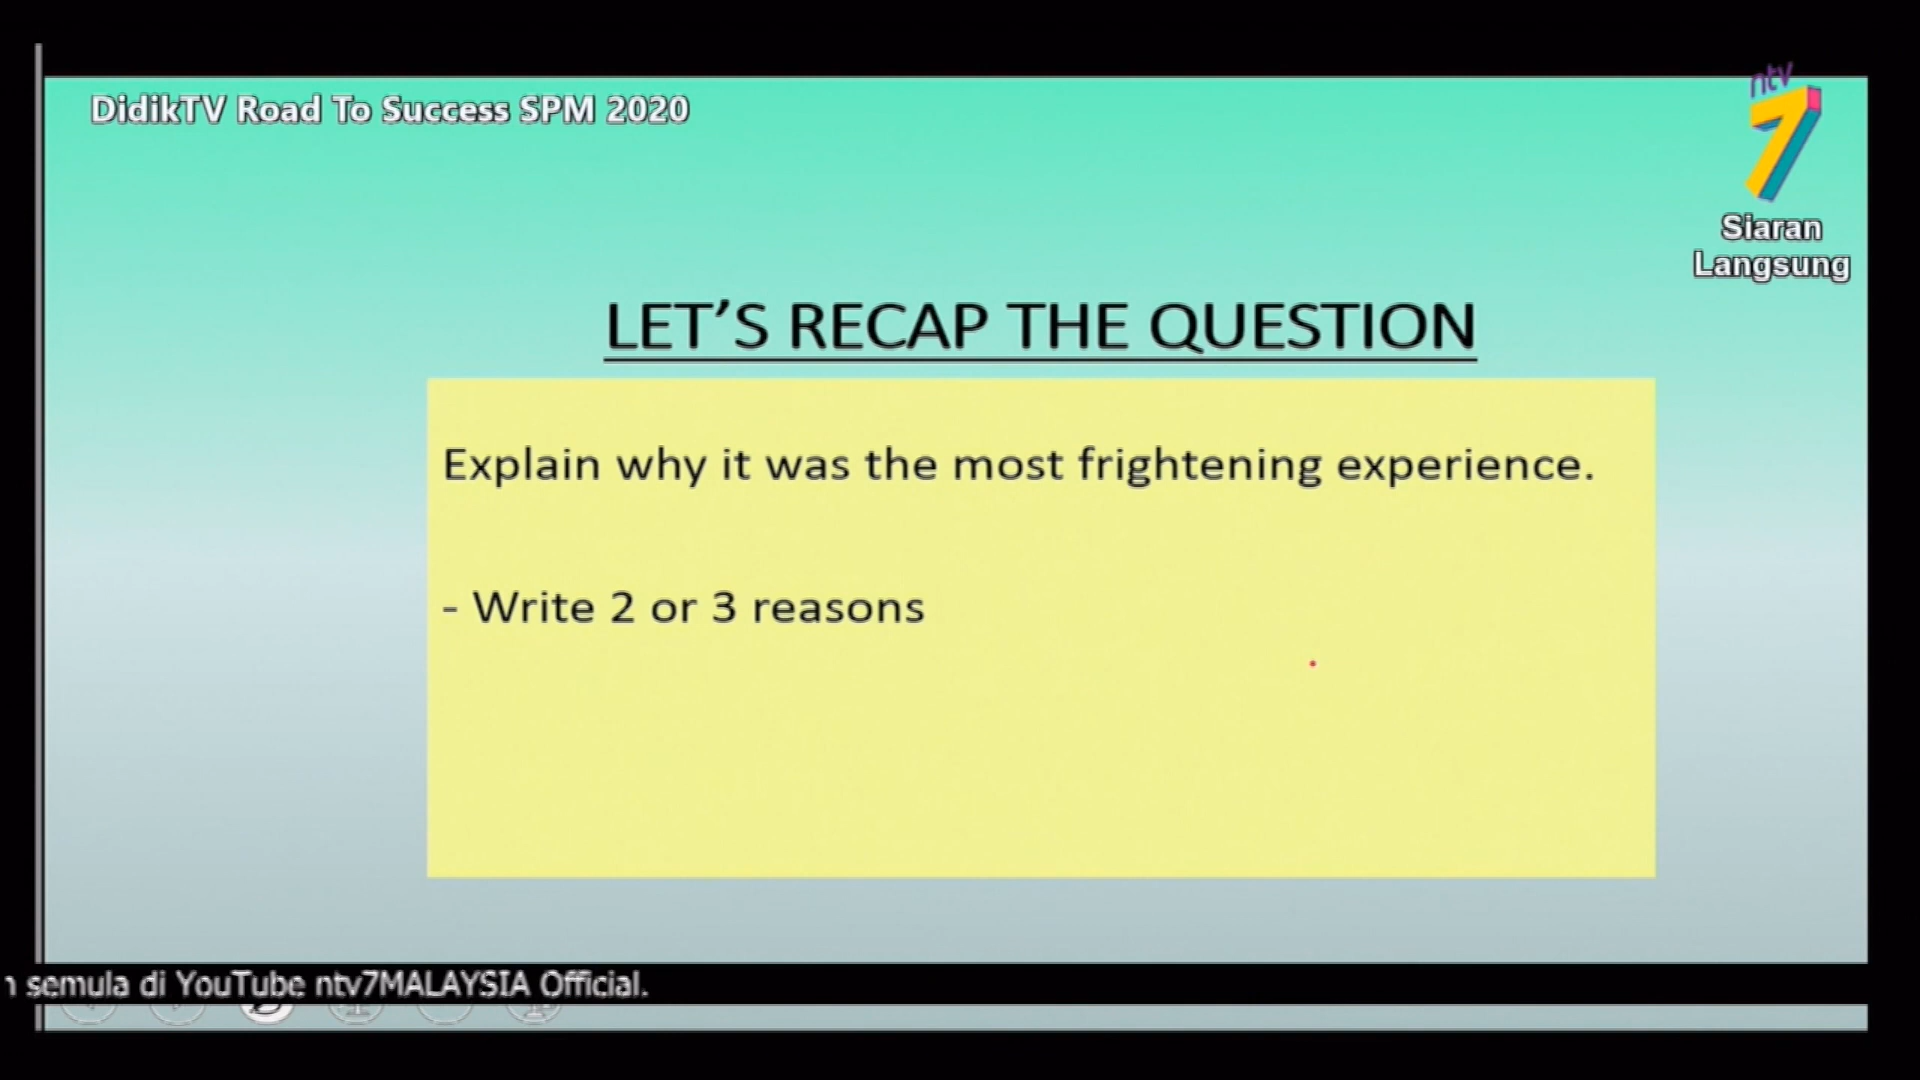 DidikTV Road To Success SPM 2020
ntv
7
Siaran
Langsung
LET'S RECAP THE QUESTION
Explain why it was the most frightening experience.
- Write 2 or 3 reasons
semula di YouTube ntv7MALAYSIA Official.